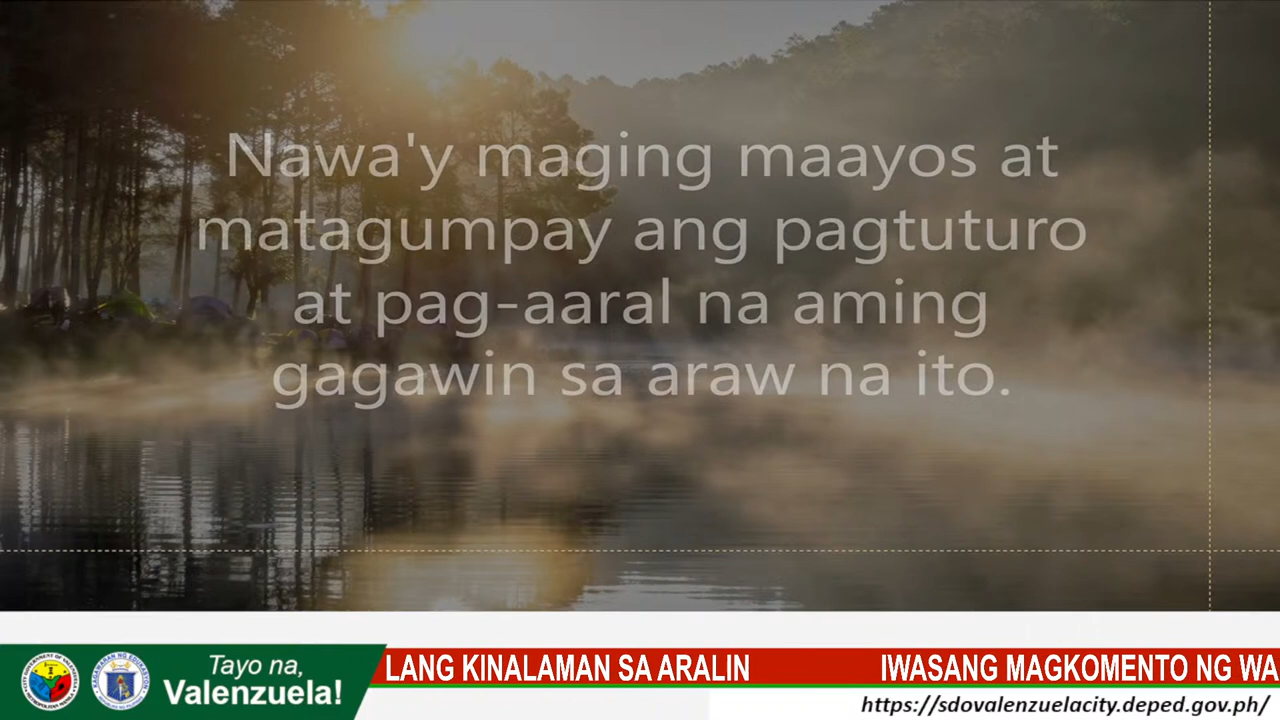 Nawa'y maging maayos at
matagumpay ang pagtuturo
at pag-aaral na aming
gagawin sa araw na ito.
Tayo na,
Valenzuela!
LANG KINALAMAN SA ARALIN
IWASANG MAGKOMENTO NG WA
https://sdovalenzuelacity.deped.gov.ph/